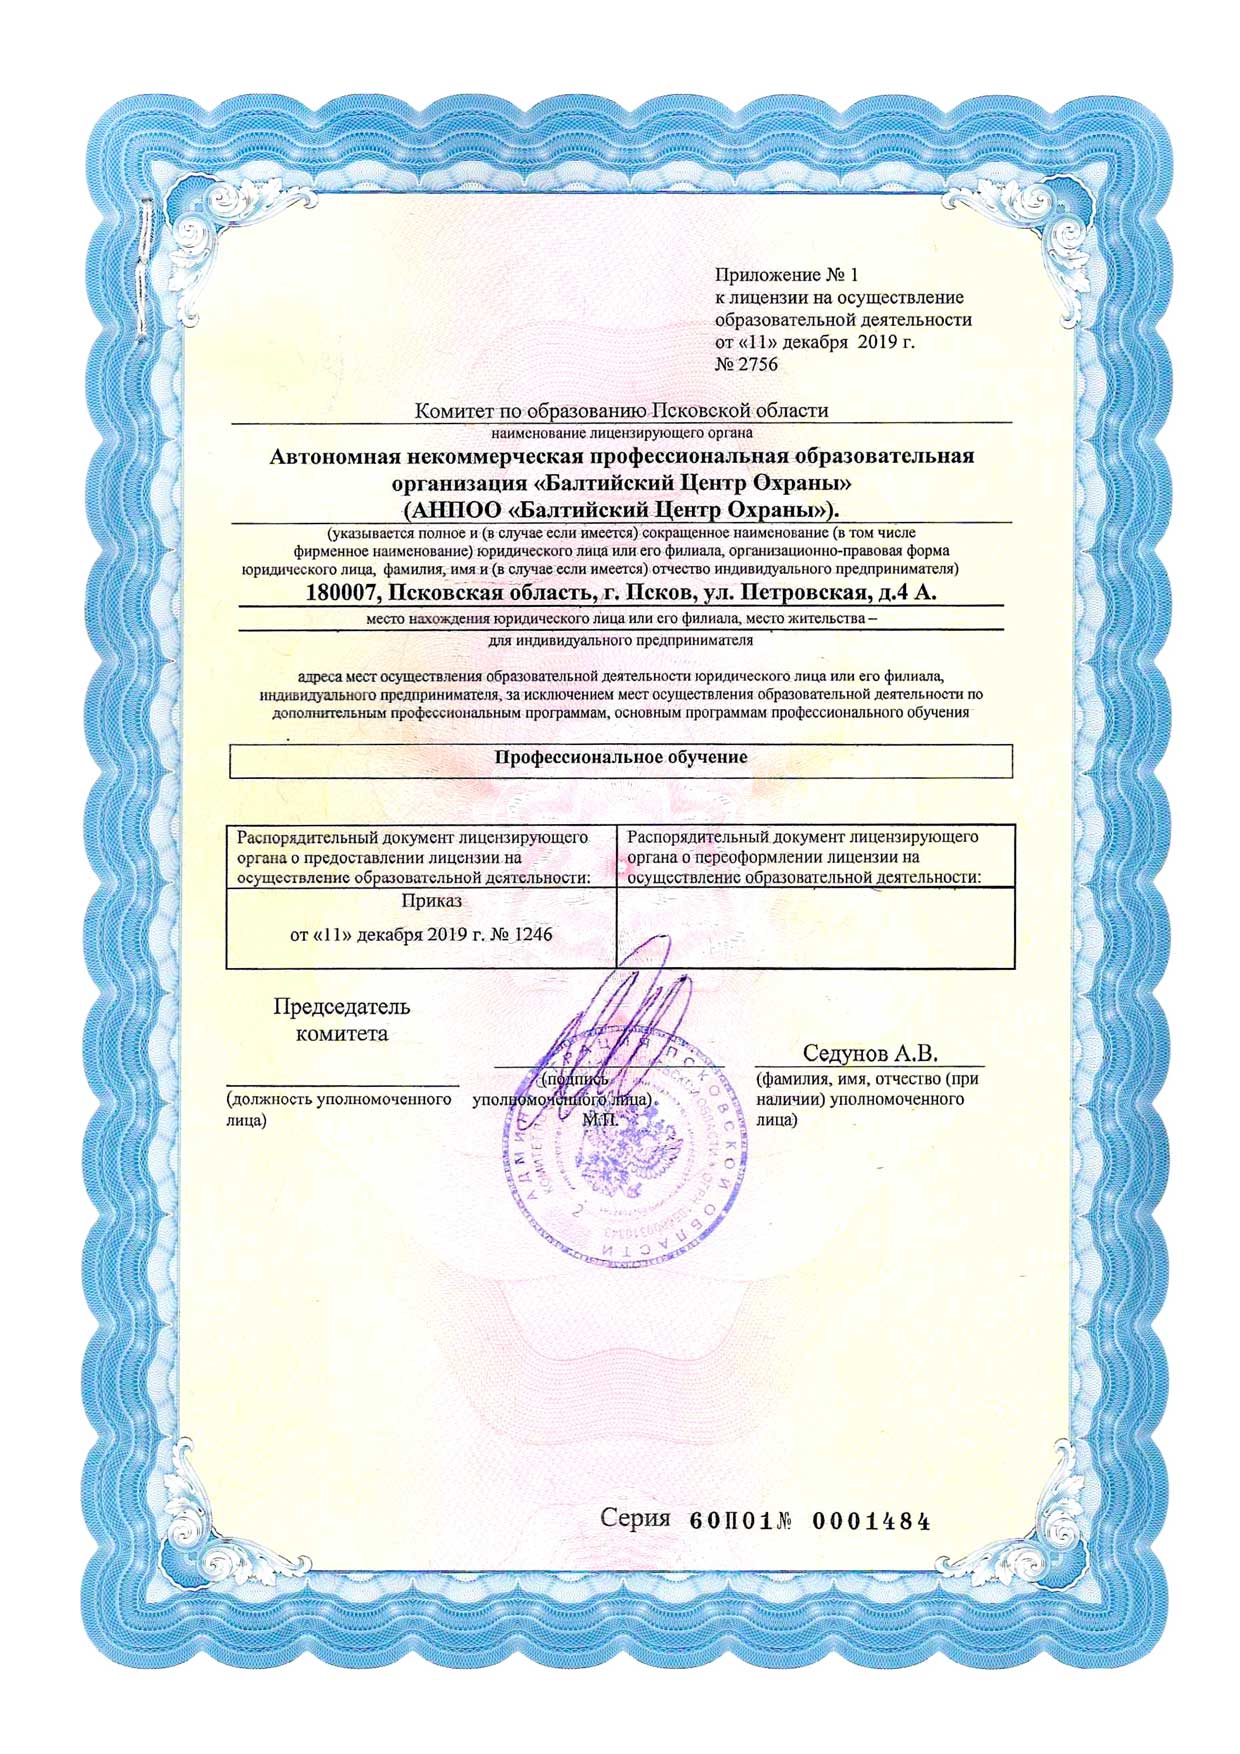 Приложение № 1
к лицензии на осуществление
образовательной деятельности
от «11» декабря 2019 г.
№ 2756
Комитет по образованию Псковской области
наименование лицензирующего органа
Автономная некоммерческая профессиональная образовательная
организация «Балтийский Центр Охраны»
(АНПОО «Балтийский Центр Охраны»).
(указывается полное и (в случае если имеется) сокращенное наименование (в том числе
фирменное наименование) юридического лица или его филиала, организационно-правовая форма
юридического лица, фамилия, имя и (в случае если имеется) отчество индивидуального предпринимателя)
180007, Псковская область, г. Псков, ул. Петровская, д.4 А.
место нахождения юридического лица или его филиала, место жительства –
для индивидуального предпринимателя
адреса мест осуществления образовательной деятельности юридического лица или его филиала,
индивидуального предпринимателя, за исключением мест осуществления образовательной деятельности по
дополнительным профессиональным программам, основным программам профессионального обучения
Профессиональное обучение
Распорядительный документ лицензирующего
органа о предоставлении лицензии на
осуществление образовательной деятельности:
Распорядительный документ лицензирующего
органа о переоформлении лицензии на
осуществление образовательной деятельности:
Приказ
от «11» декабря 2019 г. № 1246
Председатель
комитета
(должность уполномоченного
лица)
(подпись
уполномоченного лица)
М.П.
Седунов А.В.
(фамилия, имя, отчество (при
наличии) уполномоченного
лица)
АДМИНИСТРАЦИЯ ПСКОВСКОЙ ОБЛАСТИ
2
Серия 60П01№ 0001484